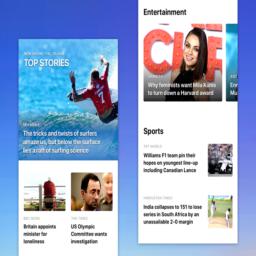 TOP STORIES
The tricks and twists of surfers
amaze us, but below the surface
lies a raft of surfing science
Britain appoints
minister for
loneliness
US Olympic
Committee wants
investigation
Entertainment
Why feminists want Mila Kunis
to turn down a Harvard award
Sports
Williams F1 team pin their
hopes on youngest line-up
including Canadian Lance
India collapses to 151 to lose
series in South Africa by an
unassailable 2-0 margin